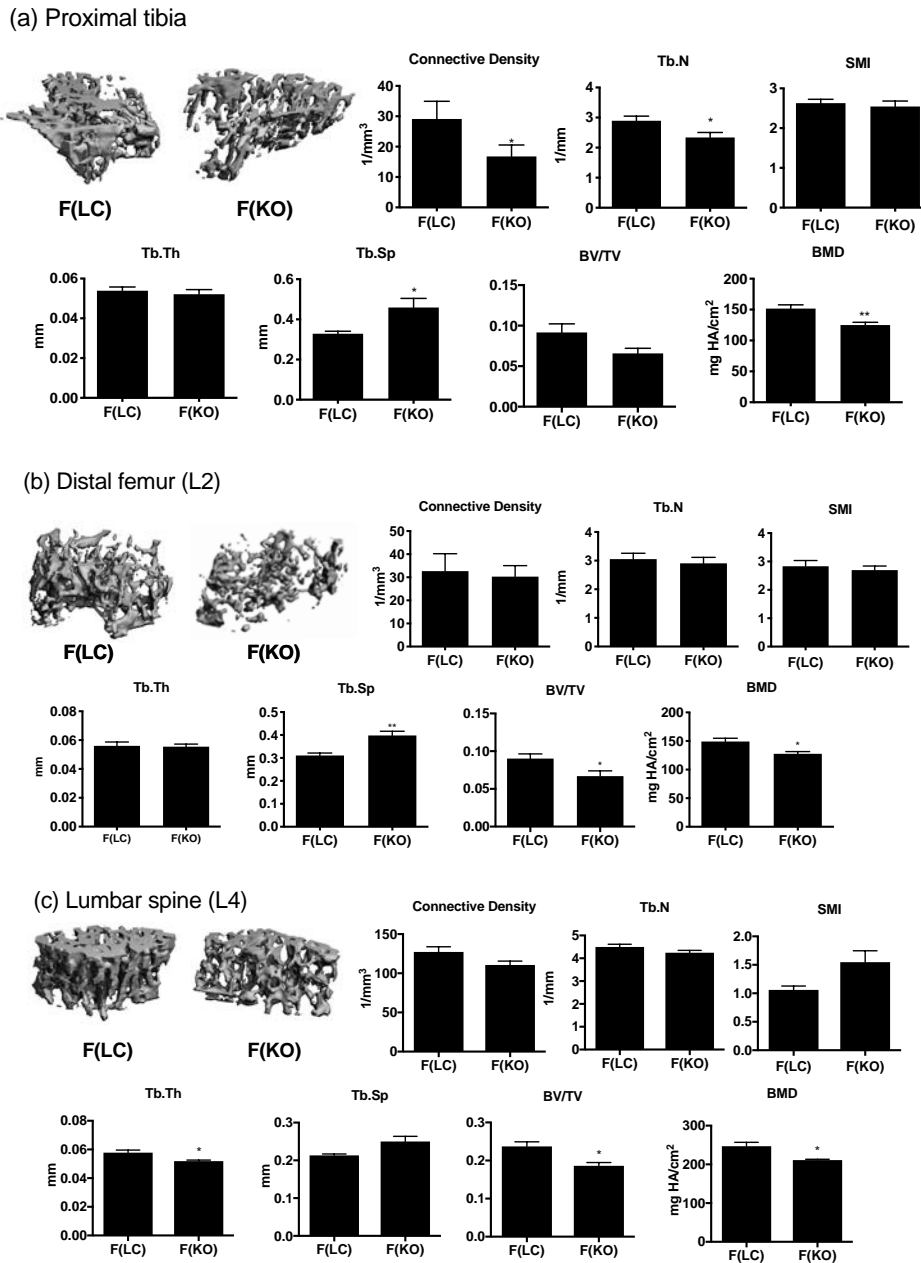 (a) Proximal tibia
F(LC) F(KO)
Connective Density
1/mm3
30
20
10
0
* 
F(LC) F(KO)
Tb.N
1/mm
4
3
2
1
0
*
F(LC) F(KO)
SMI
3
2
1
0
F(LC) F(KO)
Tb.Th
mm
0.06
0.04
0.02
0.00
F(LC) F(KO)
Tb.Sp
mm
0.6
0.4
0.2
0.0
*
F(LC) F(KO)
BV/TV
0.15
0.10
0.05
0.00
F(LC) F(KO)
BMD
mg HA/cm2
200
150
100
50
0
**
F(LC) F(KO)
(b) Distal femur (L2)
F(LC) F(KO)
Connective Density
1/mm3
50
40
30
20
10
0
F(LC) F(KO)
Tb.N
1/mm
4
3
2
1
0
F(LC) F(KO)
SMI
4
3
2
1
0
F(LC) F(KO)
Tb.Th
mm
0.08
0.06
0.04
0.02
0.00
F(LC) F(KO)
Tb.Sp
mm
0.5
0.4
0.3
0.2
0.1
0.0
**
F(LC) F(KO)
BV/TV
0.15
0.10
0.05
0.00
*
F(LC) F(KO)
BMD
mg HA/cm2
200
150
100
50
0
*
F(LC) F(KO)
(c) Lumbar spine (L4)
F(LC) F(KO)
Connective Density
1/mm3
150
100
50
0
F(LC) F(KO)
Tb.N
1/mm
5
4
3
2
1
0
F(LC) F(KO)
SMI
2.0
1.5
1.0
0.5
0.0
F(LC) F(KO)
Tb.Th
mm
0.08
0.06
0.04
0.02
0.00
*
F(LC) F(KO)
Tb.Sp
mm
0.3
0.2
0.2
0.1
0.0
F(LC) F(KO)
BV/TV
0.3
0.2
0.2
0.1
0.0
*
F(LC) F(KO)
BMD
mg HA/cm2
300
200
100
0
*
F(LC) F(KO)